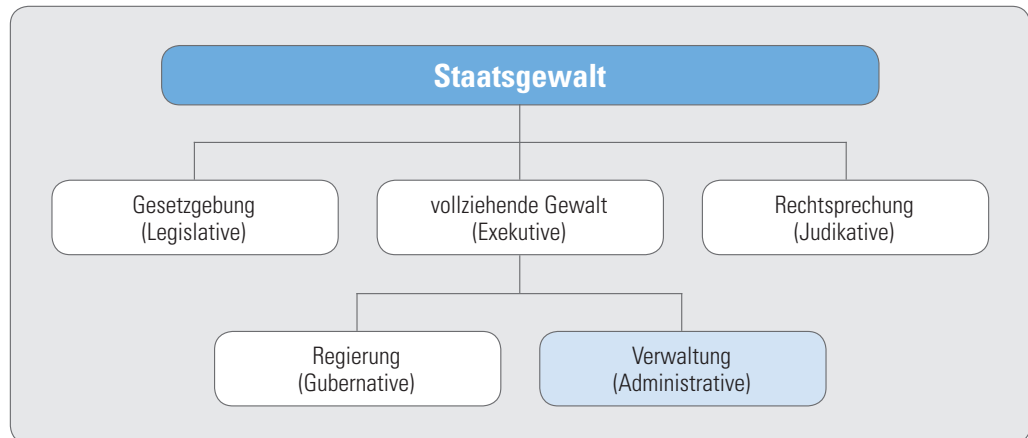 Staatsgewalt
Gesetzgebung
(Legislative)
vollziehende Gewalt
(Exekutive)
Rechtsprechung
(Judikative)
Regierung
(Gubernative)
Verwaltung
(Administrative)